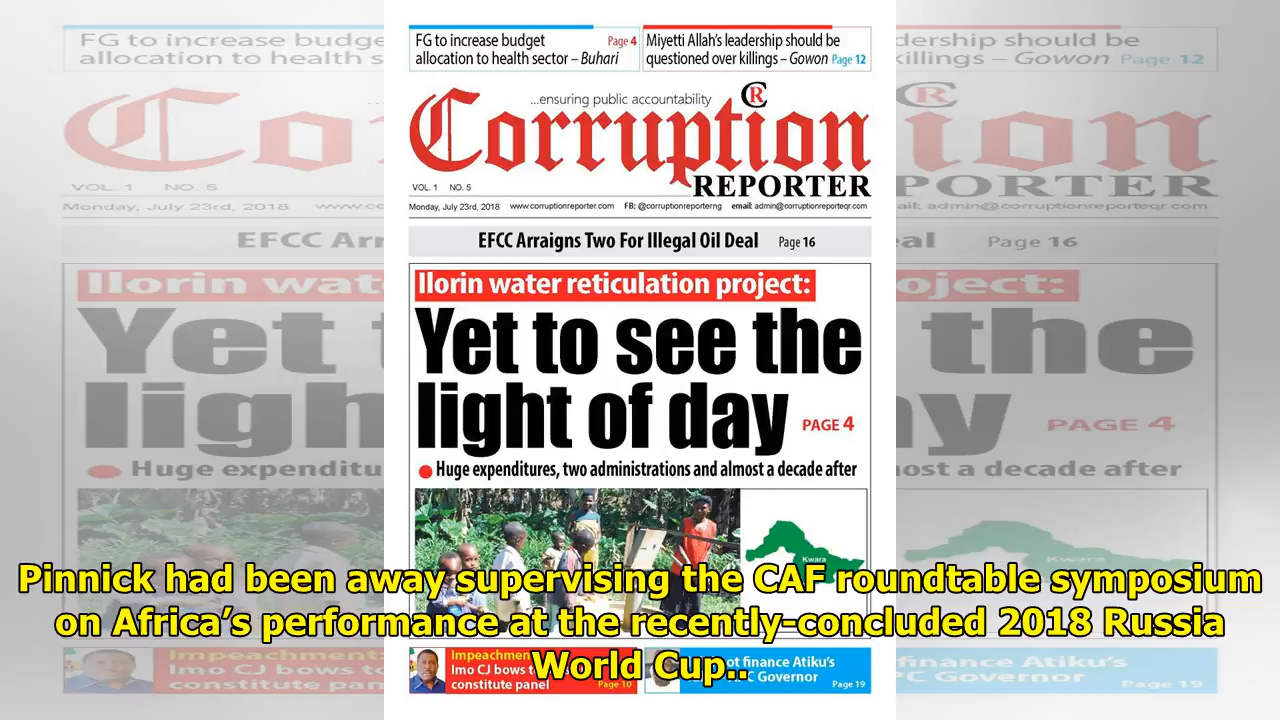 FG to increase budget
allocation to health sector – Buhari
Page 4
Miyetti Allah's leadership should be
questioned over killings – Gowon Page 12
...ensuring public accountability
CR
Corruption
REPORTER
VOL. 1 NO. 5
Monday, July 23rd, 2018 www.corruptionreporter.com FB: @corruptionreporterng email: admin@corruptionreporteqr.com
EFCC Arraigns Two For Illegal Oil Deal Page 16
Ilorin water reticulation project:
Yet to see the
light of day PAGE 4
Huge expenditures, two administrations and almost a decade after
Kwara
Pinnick had been away supervising the CAF roundtable symposium
on Africa’s performance at the recently-concluded 2018 Russia
World Cup..
Impeachment
Imo CJ bows to
constitute panel
Page 10
finance Atiku's
Governor
Page 19